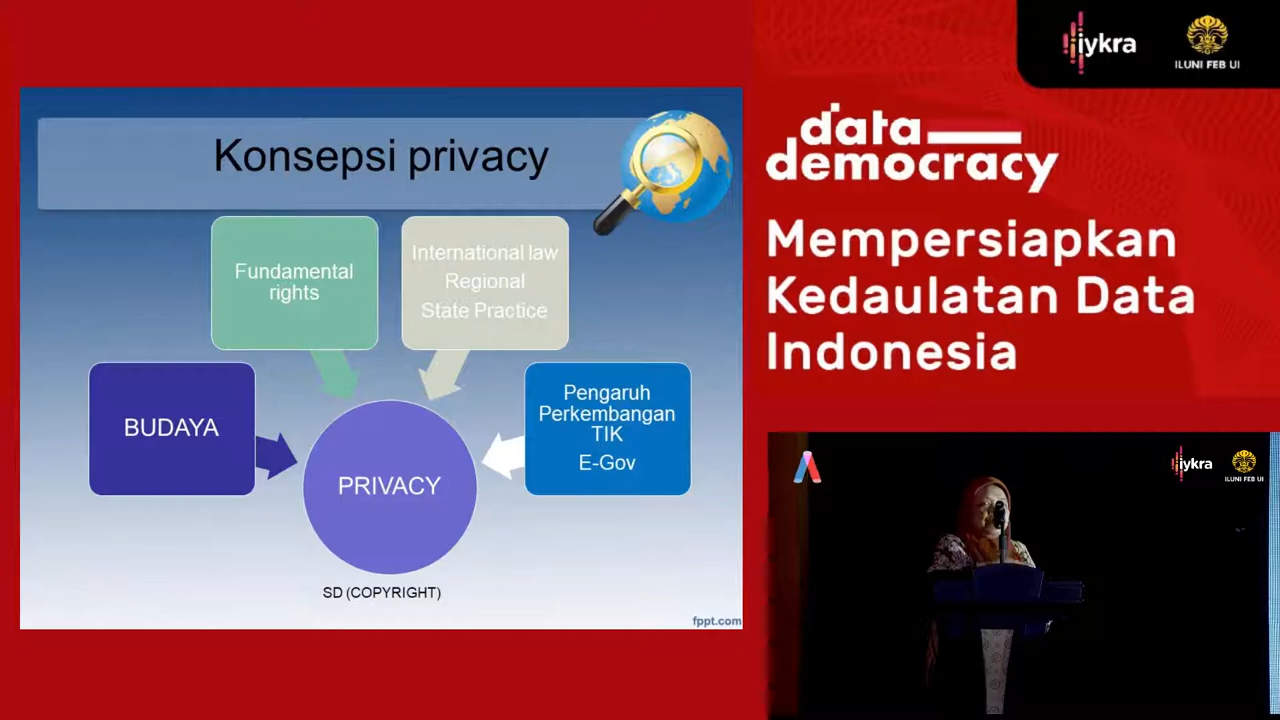 Konsepsi privacy
Fundamental
rights
International law
Regional
State Practice
BUDAYA
PRIVACY
Pengaruh
Perkembangan
TIK
E-Gov
SD (COPYRIGHT)
fppt.com
iykra
ILUNI FEB UI
data
democracy
Mempersiapkan
Kedaulatan Data
Indonesia
iykra
ILUNI FEB UI